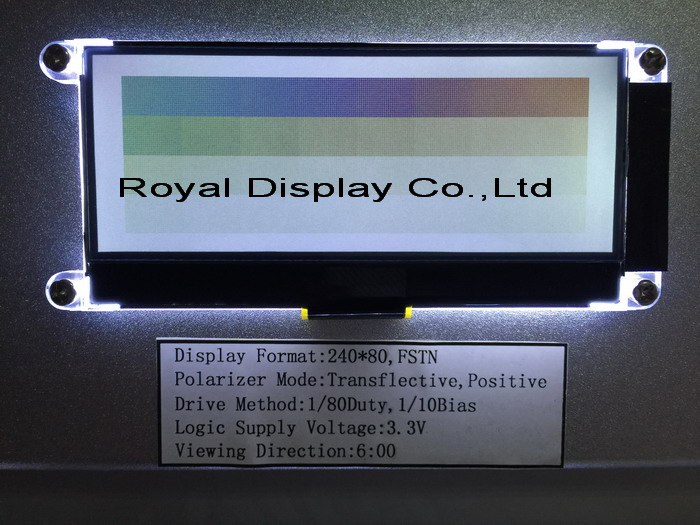 Royal Display Co.,Ltd
Display Format:240*80,FSTN
Polarizer Mode:Transflective,Positive
Drive Method:1/80Duty,1/10Bias
Logic Supply Voltage:3.3V
Viewing Direction:6:00